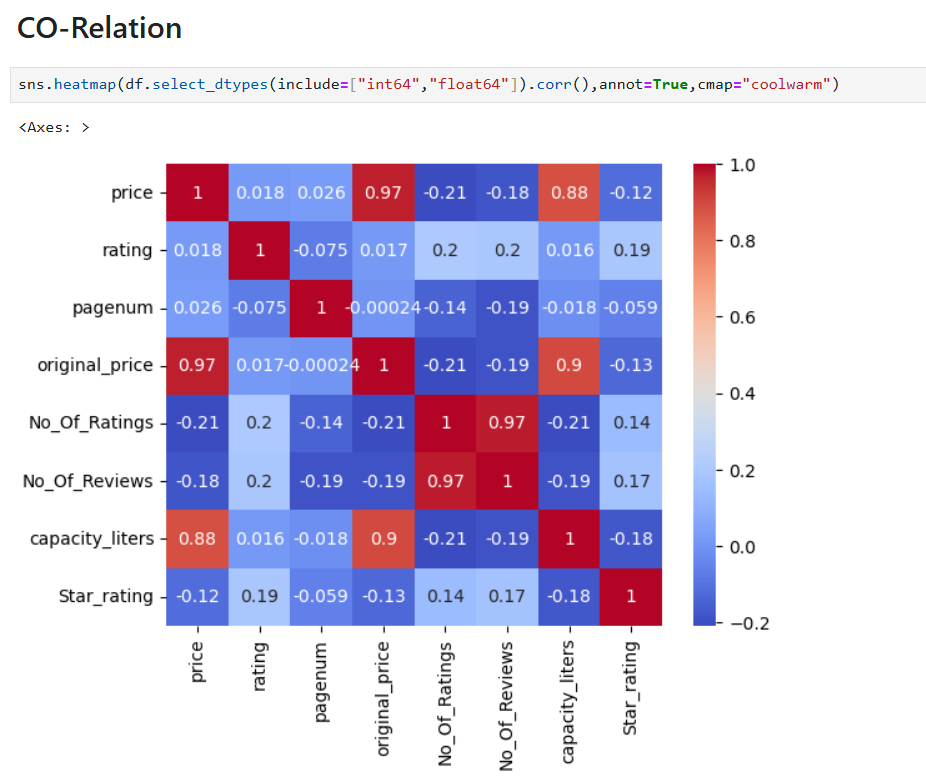 CO-Relation
sns.heatmap(df.select_dtypes(include=["int64","float64"]).corr(),annot=True,cmap="coolwarm")
<Axes: >
price 1 0.018 0.026 0.97 -0.21 -0.18 0.88 -0.12
rating 0.018 1 -0.075 0.017 0.2 0.2 0.016 0.19
pagenum 0.026 -0.075 1 -0.00024 -0.14 -0.19 -0.018 -0.059
original_price 0.97 0.017 -0.00024 1 -0.21 -0.19 0.9 -0.13
No_Of_Ratings -0.21 0.2 -0.14 -0.21 1 0.97 -0.21 0.14
No_Of_Reviews -0.18 0.2 -0.19 -0.19 0.97 1 -0.19 0.17
capacity_liters 0.88 0.016 -0.018 0.9 -0.21 -0.19 1 -0.18
Star_rating -0.12 0.19 -0.059 -0.13 0.14 0.17 -0.18 1
price
rating
pagenum
original_price
No_Of_Ratings
No_Of_Reviews
capacity_liters
Star_rating
1.0
0.8
0.6
0.4
0.2
0.0
−0.2